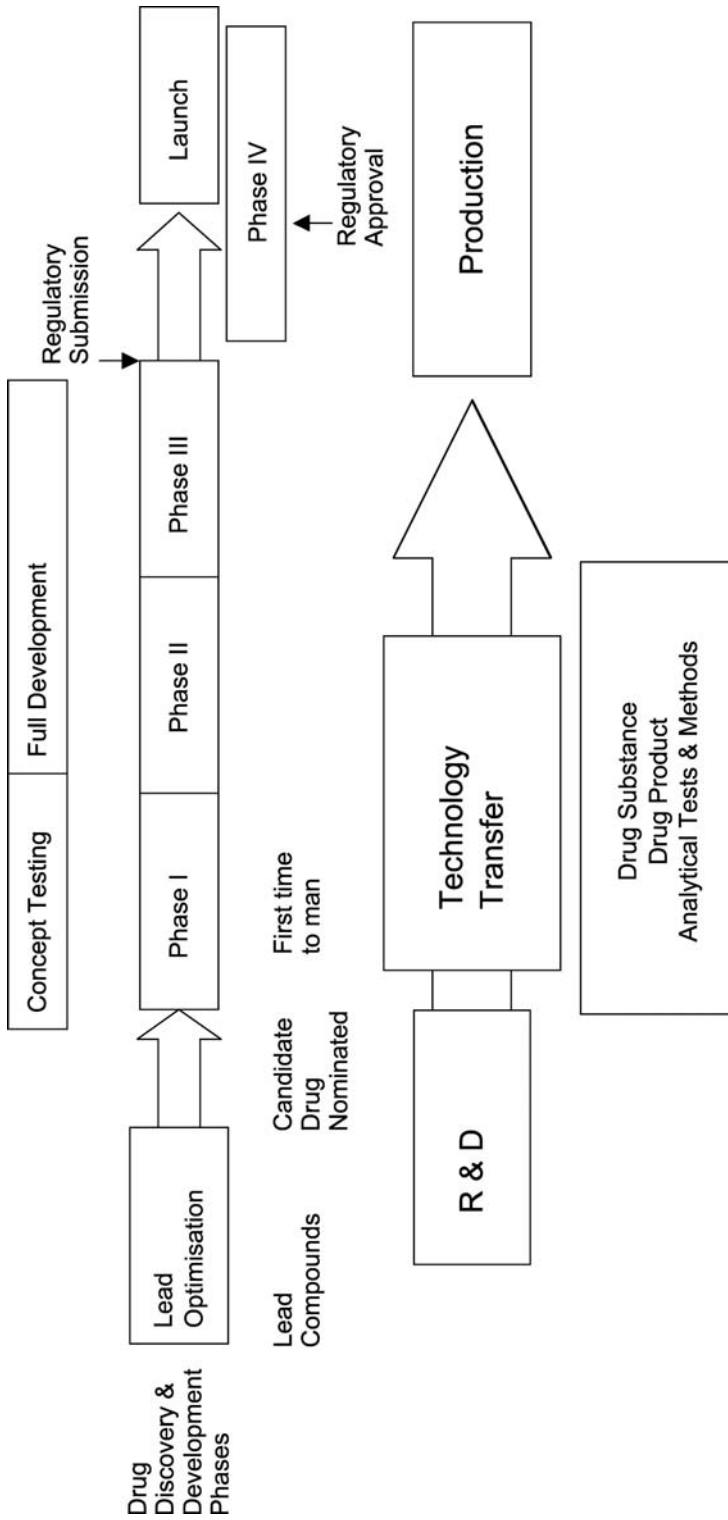 Concept Testing
Full Development
Regulatory
Submission
Drug
Discovery &
Development
Phases
Lead
Optimisation
Phase I
Phase II
Phase III
Launch
Phase IV
Lead
Compounds
Candidate
Drug
Nominated
First time
to man
Regulatory
Approval
R & D
Technology
Transfer
Production
Drug Substance
Drug Product
Analytical Tests & Methods